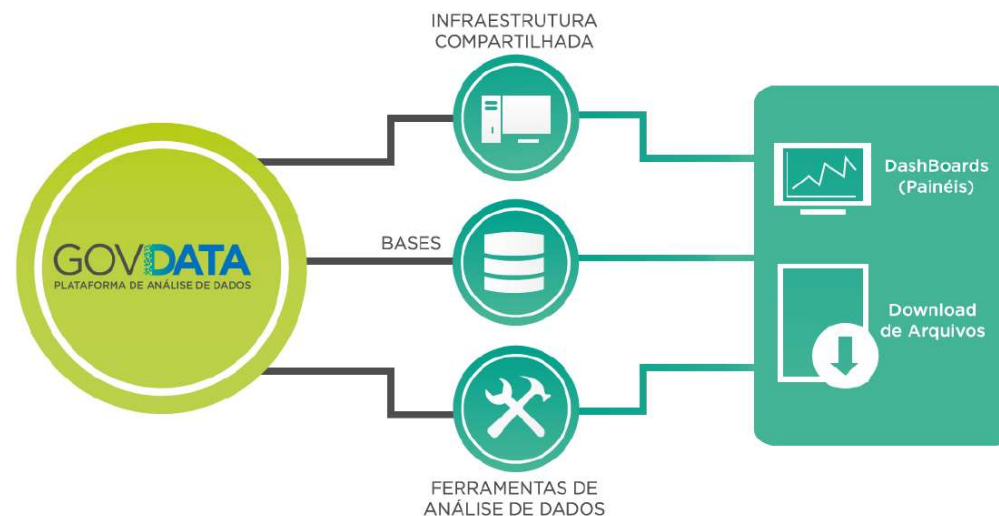 INFRAESTRUTURA
COMPARTILHADA
GOVDATA
PLATAFORMA DE ANÁLISE DE DADOS
BASES
FERRAMENTAS DE
ANÁLISE DE DADOS
DashBoards
(Painéis)
Download
de Arquivos